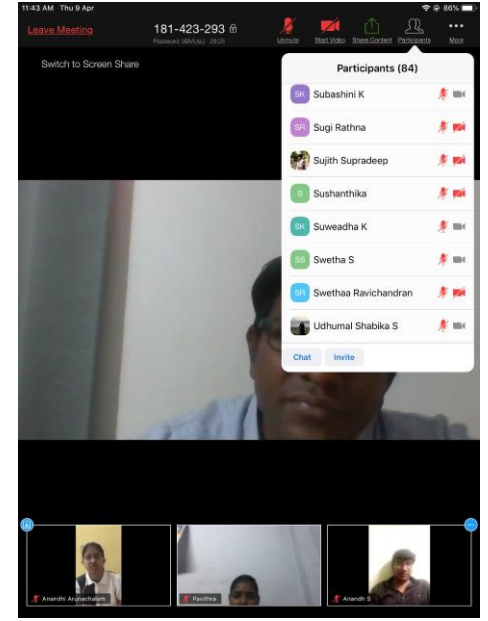 11:43 AM Thu 9 Apr
86%
Leave Meeting
181-423-293
Unmute
Start Video
Share Content
Participants
More
Switch to Screen Share
Participants (84)
SK Subashini K
SR Sugi Rathna
Sujith Supradeep
S Sushanthika
SK Suweadha K
SS Swetha S
SR Swethaa Ravichandran
Udhumal Shabika S
Chat Invite
Anandhi Arunachalam
Pavithra
Anandh S